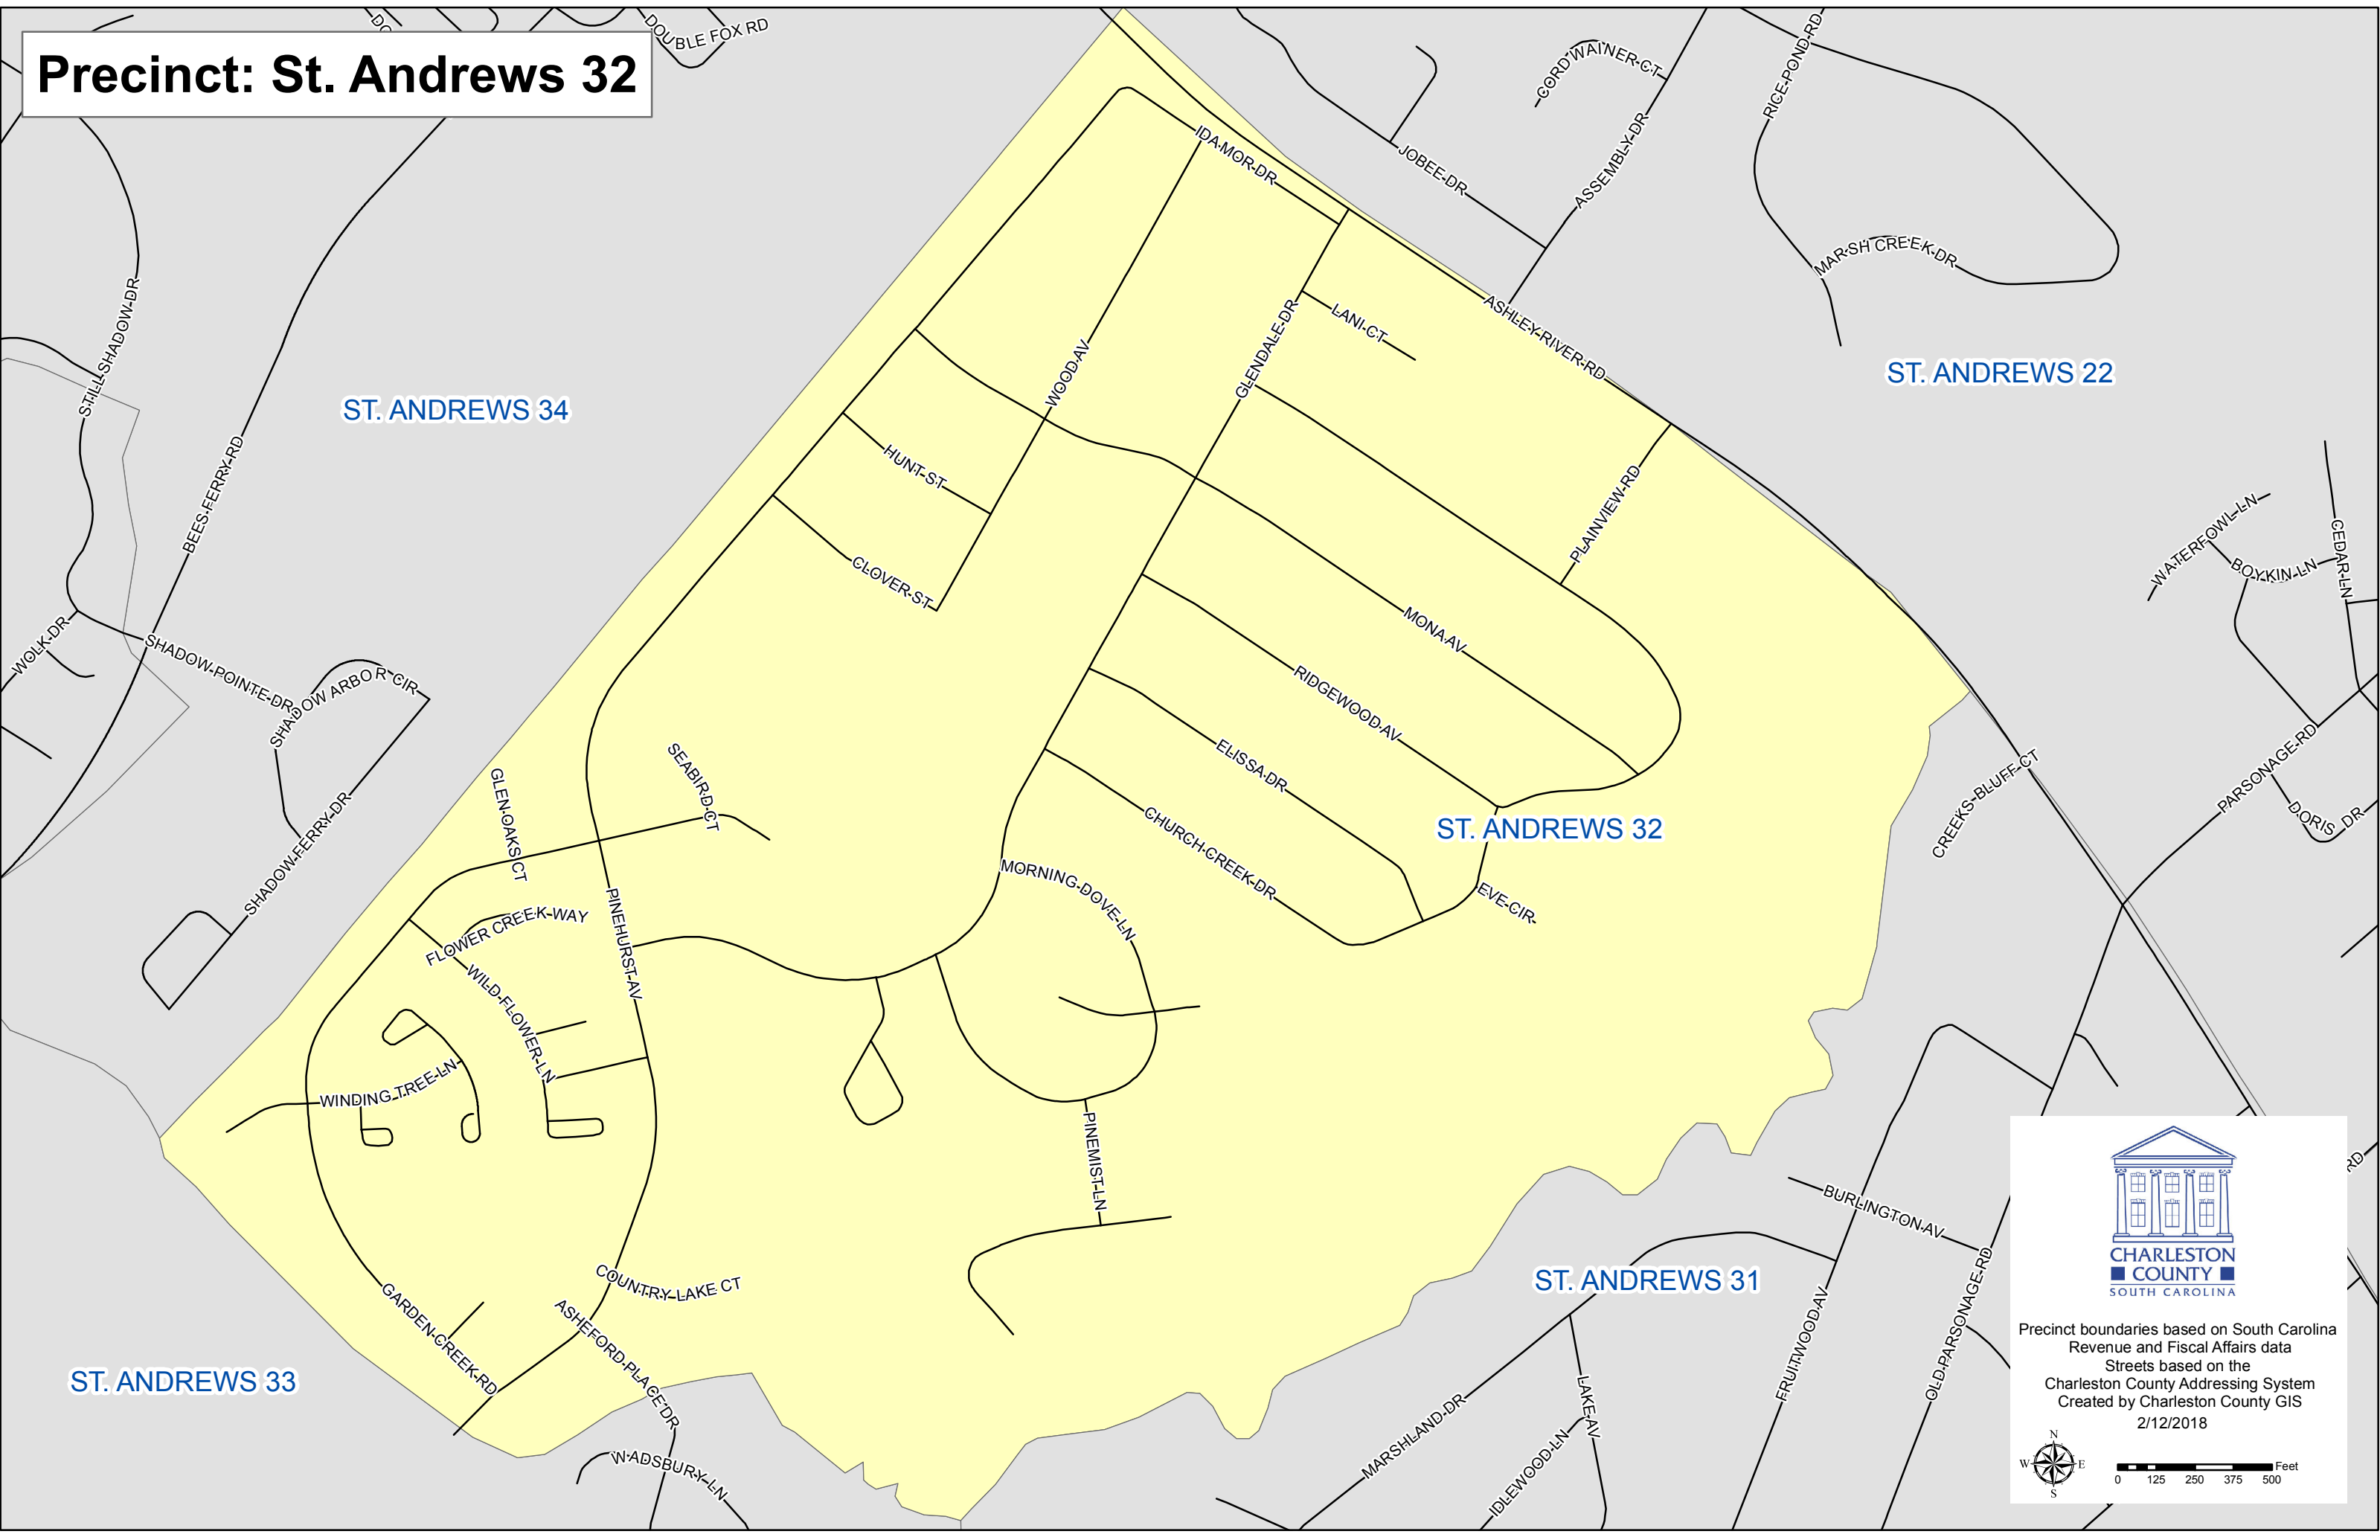 Precinct: St. Andrews 32
DOUBLE FOX RD
CORDWAINER CT
RICE POND RD
IDAMOR DR
JOBEE DR
ASSEMBLY DR
MARSH CREEK DR
STILL SHADOW DR
LANI CT
GLENDALE DR
ASHLEY RIVER RD
WOOD AV
ST. ANDREWS 22
ST. ANDREWS 34
BEES FERRY RD
HUNT ST
PLAINVIEW RD
WATERFOWL LN
BOYKIN LN
CEDAR LN
CLOVER ST
MONA AV
WOLK DR
SHADOW POINTE DR
SHADOW ARBOR CIR
RIDGEWOOD AV
SEABIRD CT
ELISSA DR
PARSONAGE RD
CREEKS BLUFF CT
GLEN OAKS CT
SHADOW FERRY DR
CHURCH CREEK DR
ST. ANDREWS 32
DORIS DR
MORNING DOVE LN
EVE CIR
FLOWER CREEK WAY
PINEHURST AV
WILD FLOWER LN
WINDING TREE LN
PINEMIST LN
BURLINGTON AV
RD
COUNTRY LAKE CT
ST. ANDREWS 31
GARDEN CREEK RD
ASHEFORD PLACE DR
FRUITWOOD AV
OLD PARSONAGE RD
ST. ANDREWS 33
MARSHLAND DR
LAKE AV
IDLEWOOD LN
WADSBURY LN
CHARLESTON
COUNTY
SOUTH CAROLINA
Precinct boundaries based on South Carolina
Revenue and Fiscal Affairs data
Streets based on the
Charleston County Addressing System
Created by Charleston County GIS
2/12/2018
N
W E
S
Feet
0 125 250 375 500